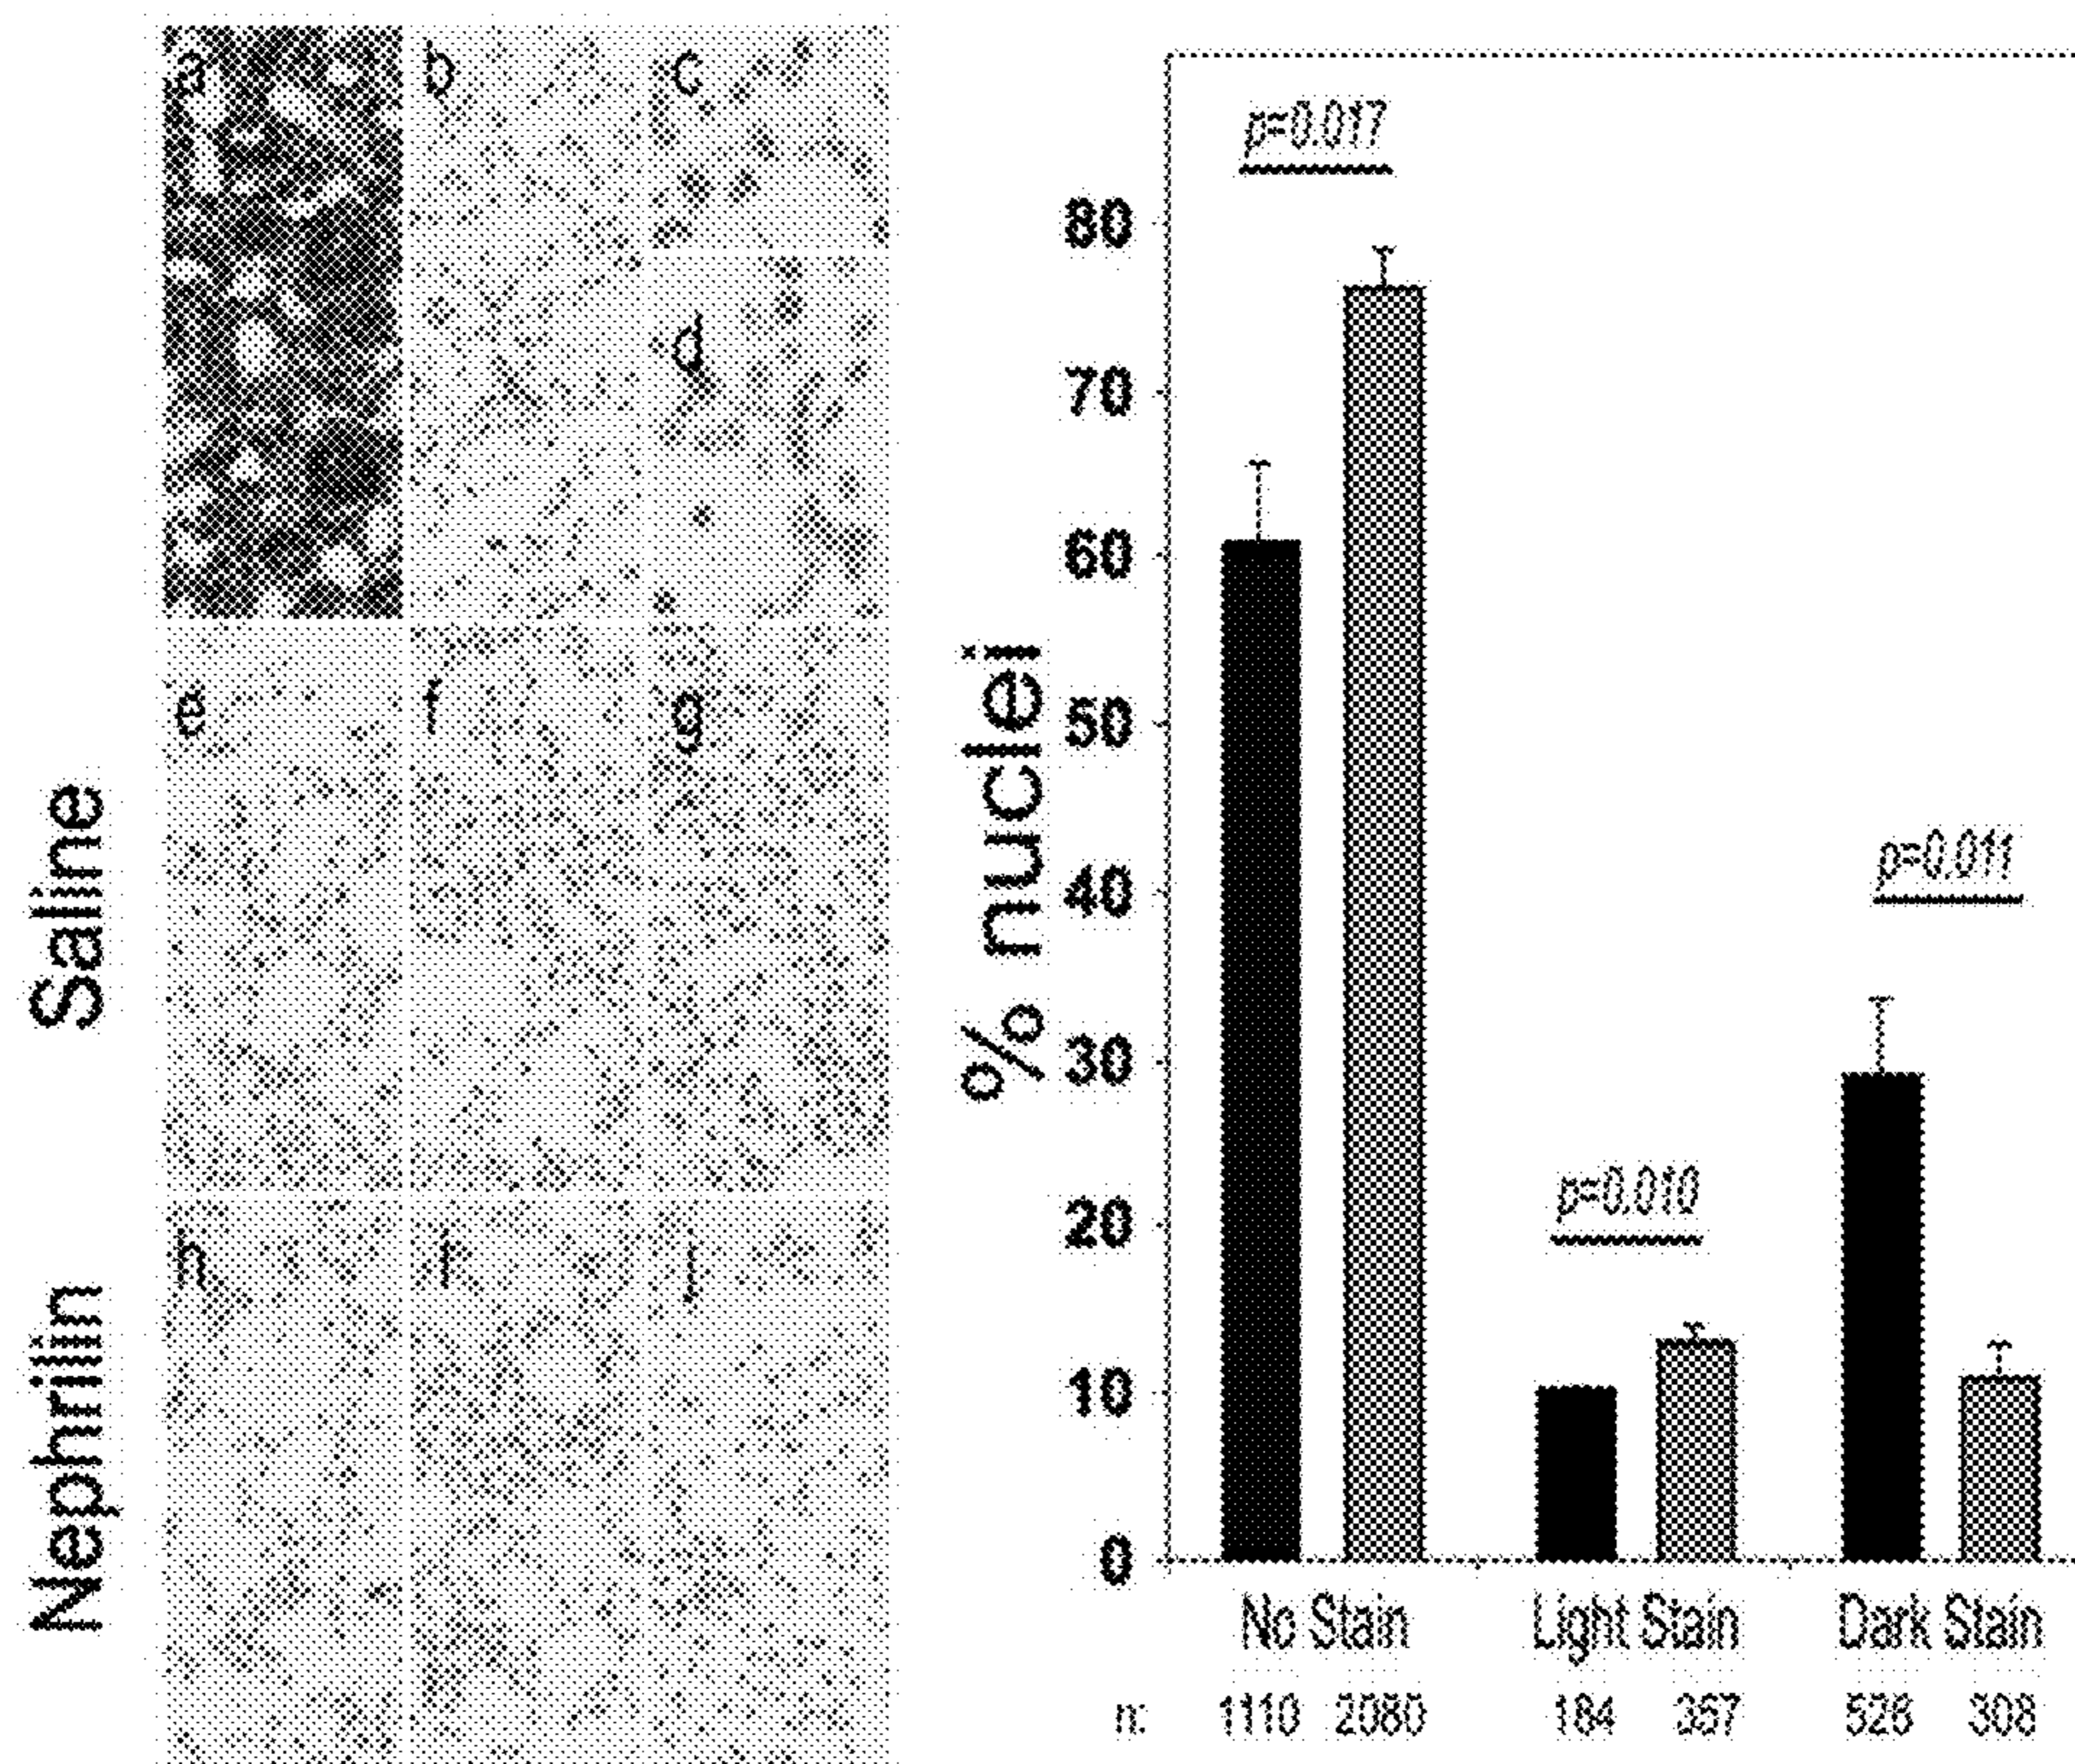 a
b
c
d
e
f
g
h
i
j
Saline
Nephrilin
% nuclei
80
70
60
50
40
30
20
10
0
p=0.017
p=0.010
p=0.011
No Stain
Light Stain
Dark Stain
n: 1110 2080 184 357 526 308